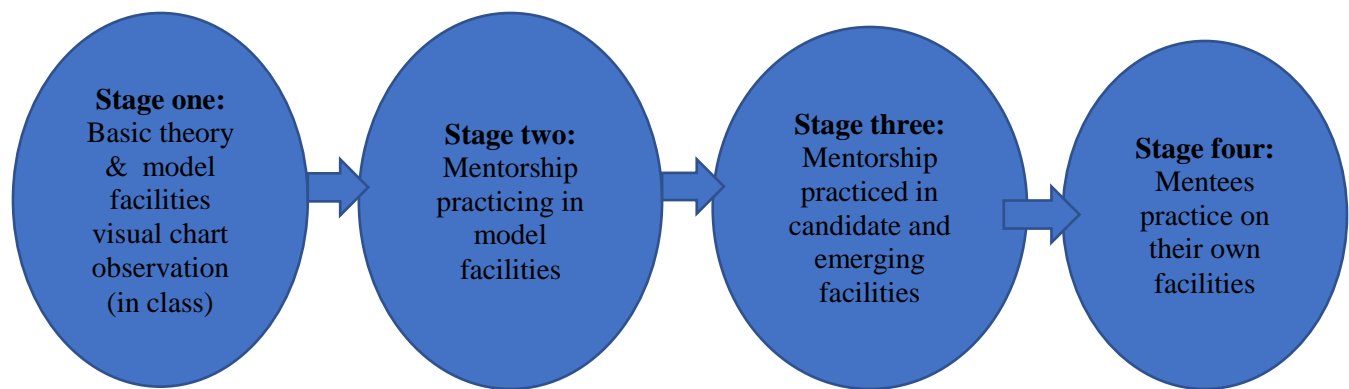 Stage one:
Basic theory
& model
facilities
visual chart
observation
(in class)
Stage two:
Mentorship
practicing in
model
facilities
Stage three:
Mentorship
practiced in
candidate and
emerging
facilities
Stage four:
Mentees
practice on
their own
facilities